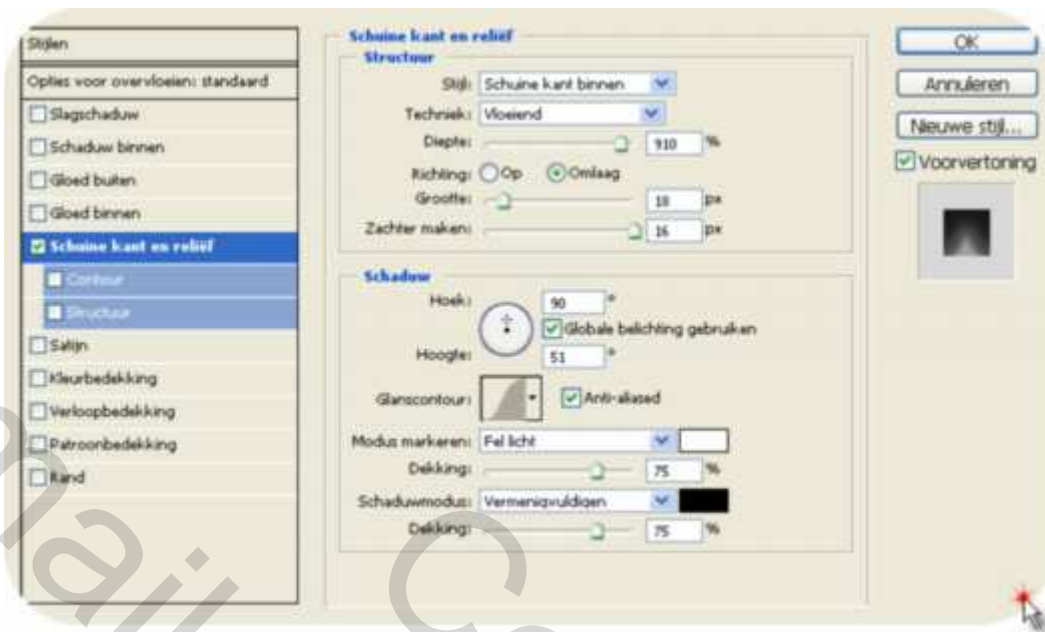 Stijlen
Opties voor overvloeien: standaard
Slagschaduw
Schaduw binnen
Gloed buiten
Gloed binnen
Schuine kant en reliëf
Contour
Structuur
Satijn
Kleurbedekking
Verloopbedekking
Patroonbedekking
Rand
Schuine kant en reliëf
Structuur
Stijl: Schuine kant binnen
Techniek: Vloeiend
Diepte: 910 %
Richting: Op Omlaag
Grootte: 18 px
Zachter maken: 16 px
Schaduw
Hoek: 90 °
Globale belichting gebruiken
Hoogte: 51 °
Glanscontour: Anti-aliased
Modus markeren: Fel licht
Dekking: 75 %
Schaduwmodus: Vermenigvuldigen
Dekking: 75 %
OK
Annuleren
Nieuwe stijl...
Voorvertoning